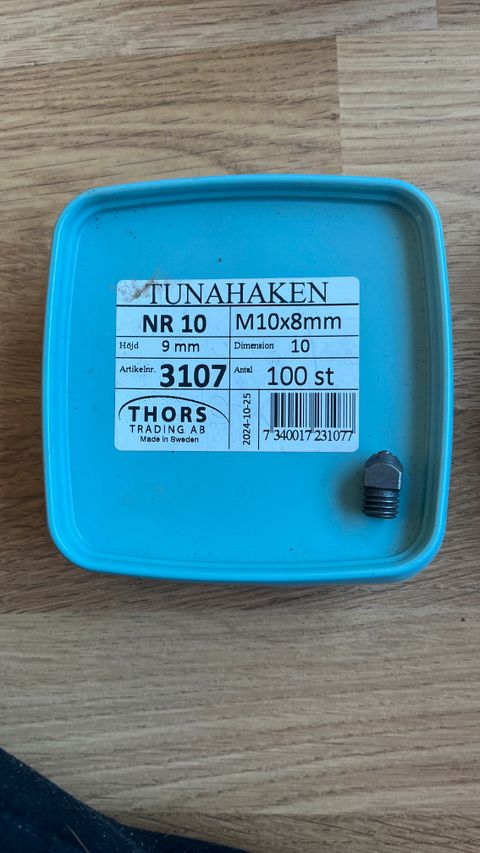 TUNAHAKEN
NR 10 M10x8mm
Höjd 9 mm Dimension 10
Artikelnr. 3107 Antal 100 st
THORS
TRADING AB
Made in Sweden
2024-10-25
7 340017 231077